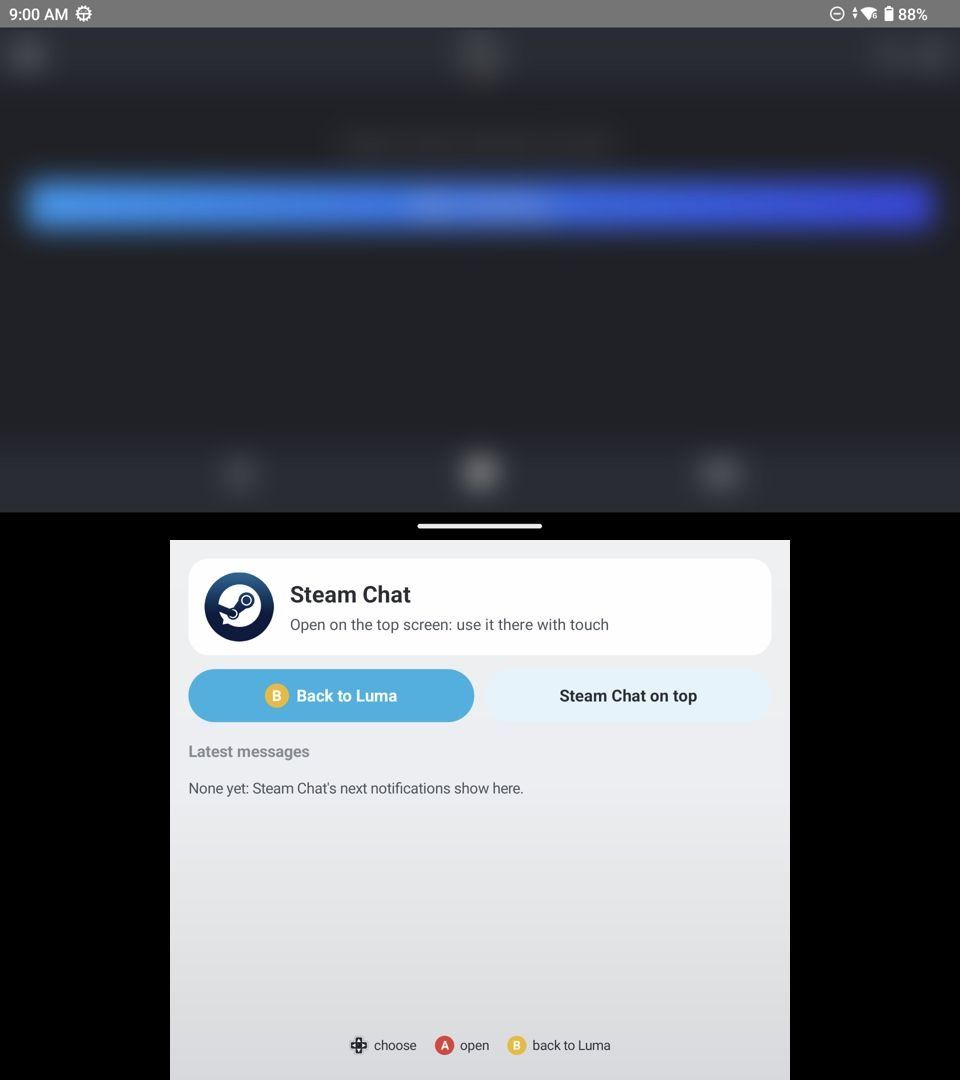 9:00 AM
88%
Steam Chat
Open on the top screen: use it there with touch
B Back to Luma
Steam Chat on top
Latest messages
None yet: Steam Chat's next notifications show here.
choose A open B back to Luma